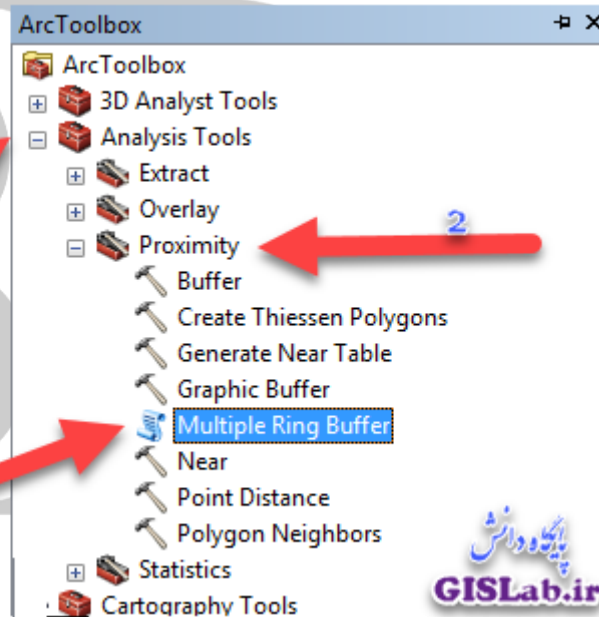 ArcToolbox
ArcToolbox
3D Analyst Tools
Analysis Tools
Extract
Overlay
Proximity
2
Buffer
Create Thiessen Polygons
Generate Near Table
Graphic Buffer
Multiple Ring Buffer
Near
Point Distance
Polygon Neighbors
Statistics
Cartography Tools
پایگاه دانش
GISLab.ir